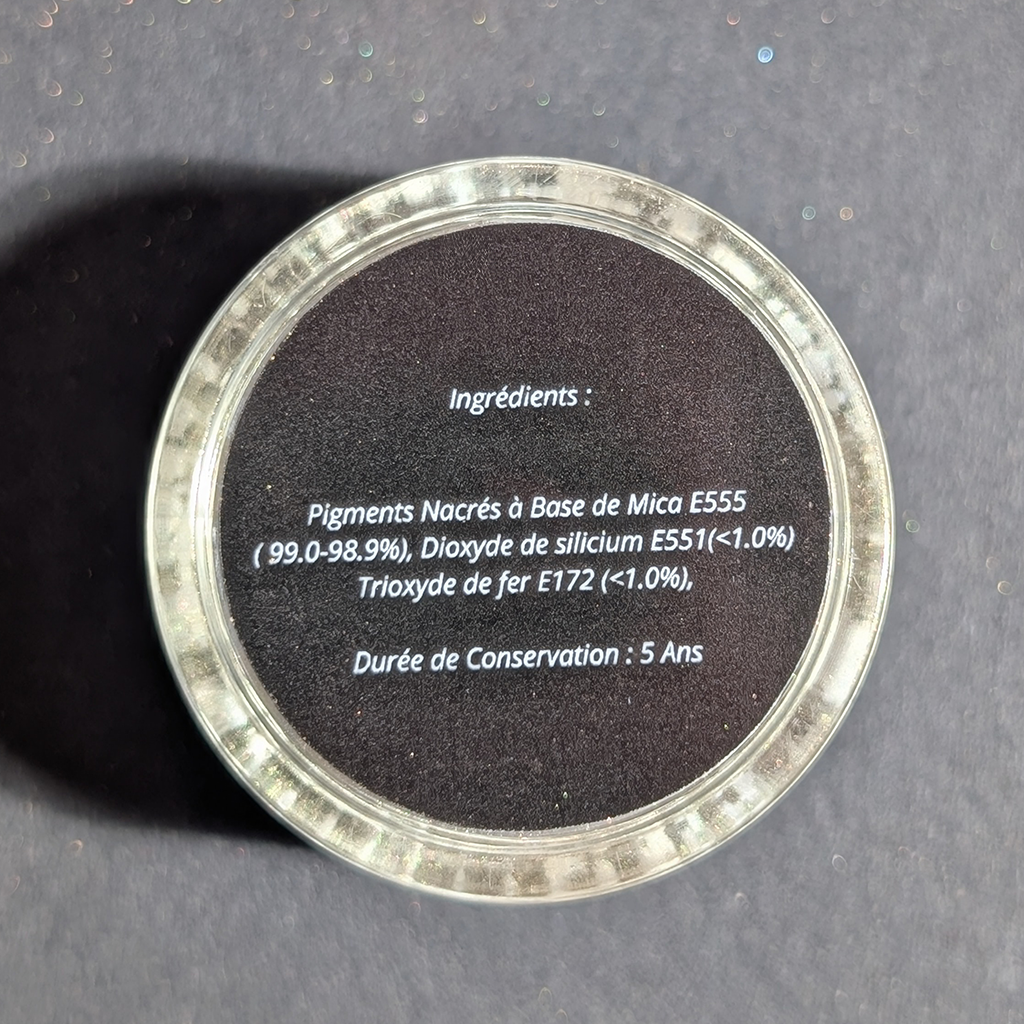 Ingrédients :
Pigments Nacrés à Base de Mica E555
( 99.0-98.9%), Dioxyde de silicium E551(<1.0%)
Trioxyde de fer E172 (<1.0%),
Durée de Conservation : 5 Ans